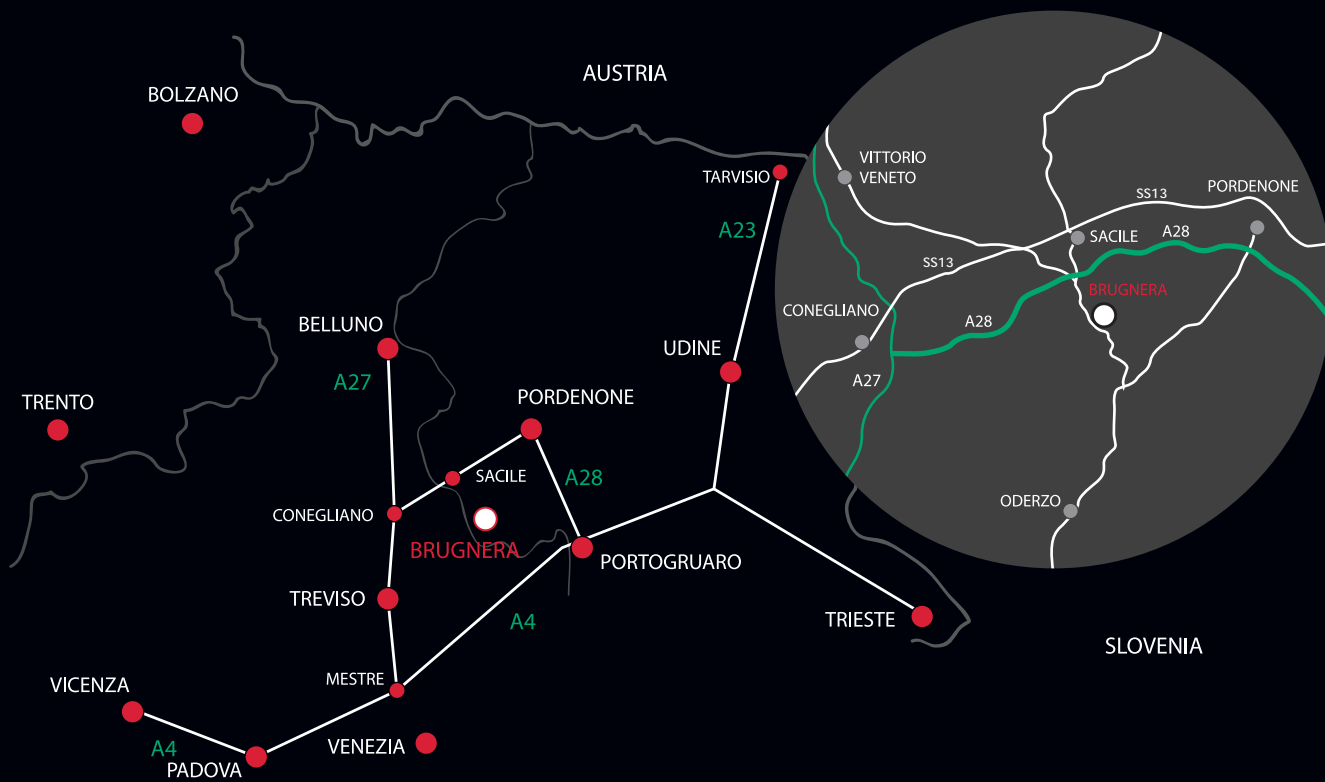 AUSTRIA
BOLZANO
TARVISIO
A23
BELLUNO
A27
UDINE
TRENTO
PORDENONE
SACILE
A28
CONEGLIANO
BRUGNERA
PORTOGRUARO
TREVISO
A4
TRIESTE
MESTRE
VICENZA
A4
VENEZIA
PADOVA
SLOVENIA
VITTORIO
VENETO
SS13
PORDENONE
SACILE
A28
SS13
BRUGNERA
CONEGLIANO
A28
A27
ODERZO